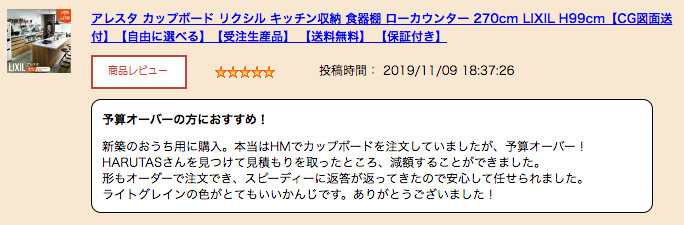 アレスタ カップボード リクシル キッチン収納 食器棚 ローカウンター 270cm LIXIL H99cm【CG図面送
付】【自由に選べる】【受注生産品】 【送料無料】 【保証付き】
LIXIL アレスタ
商品レビュー
投稿時間： 2019/11/09 18:37:26
予算オーバーの方におすすめ！
新築のおうち用に購入。本当はHMでカップボードを注文していましたが、予算オーバー！
HARUTASさんを見つけて見積もりを取ったところ、減額することができました。
形もオーダーで注文でき、スピーディーに返答が返ってきたので安心して任せられました。
ライトグレインの色がとてもいいかんじです。ありがとうございました！